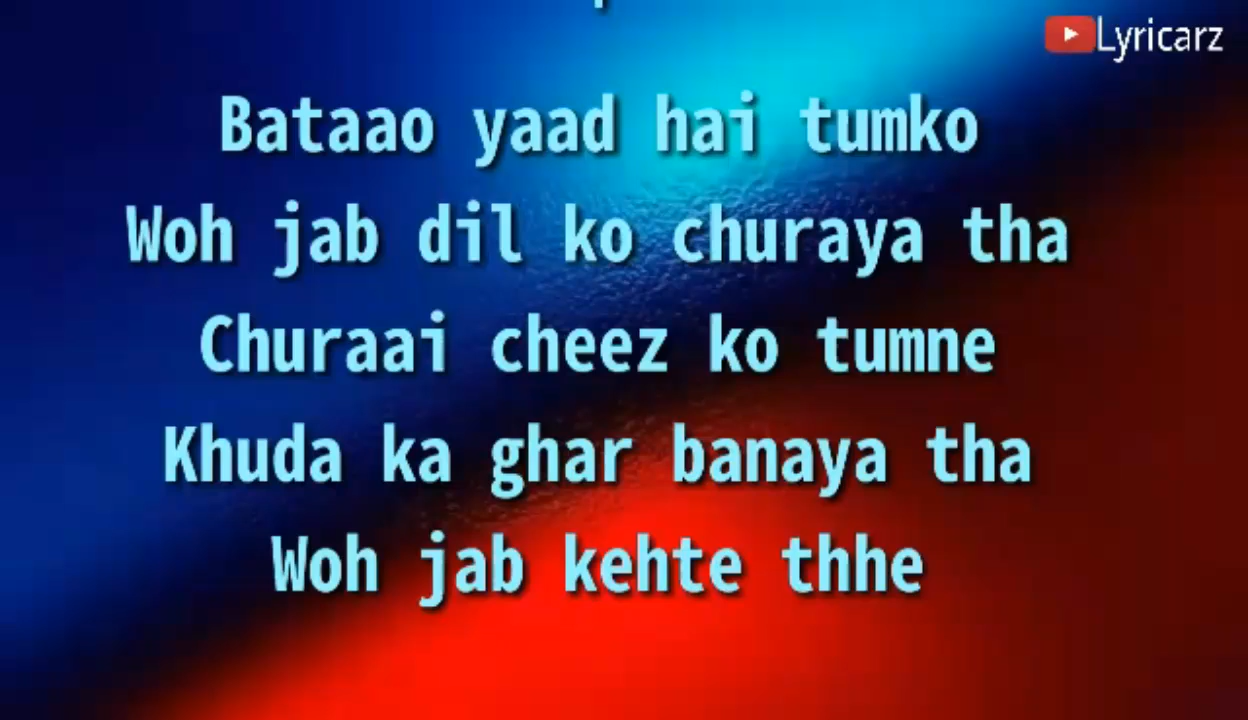 Lyricarz
Bataao yaad hai tumko
Woh jab dil ko churaya tha
Churaai cheez ko tumne
Khuda ka ghar banaya tha
Woh jab kehte thhe